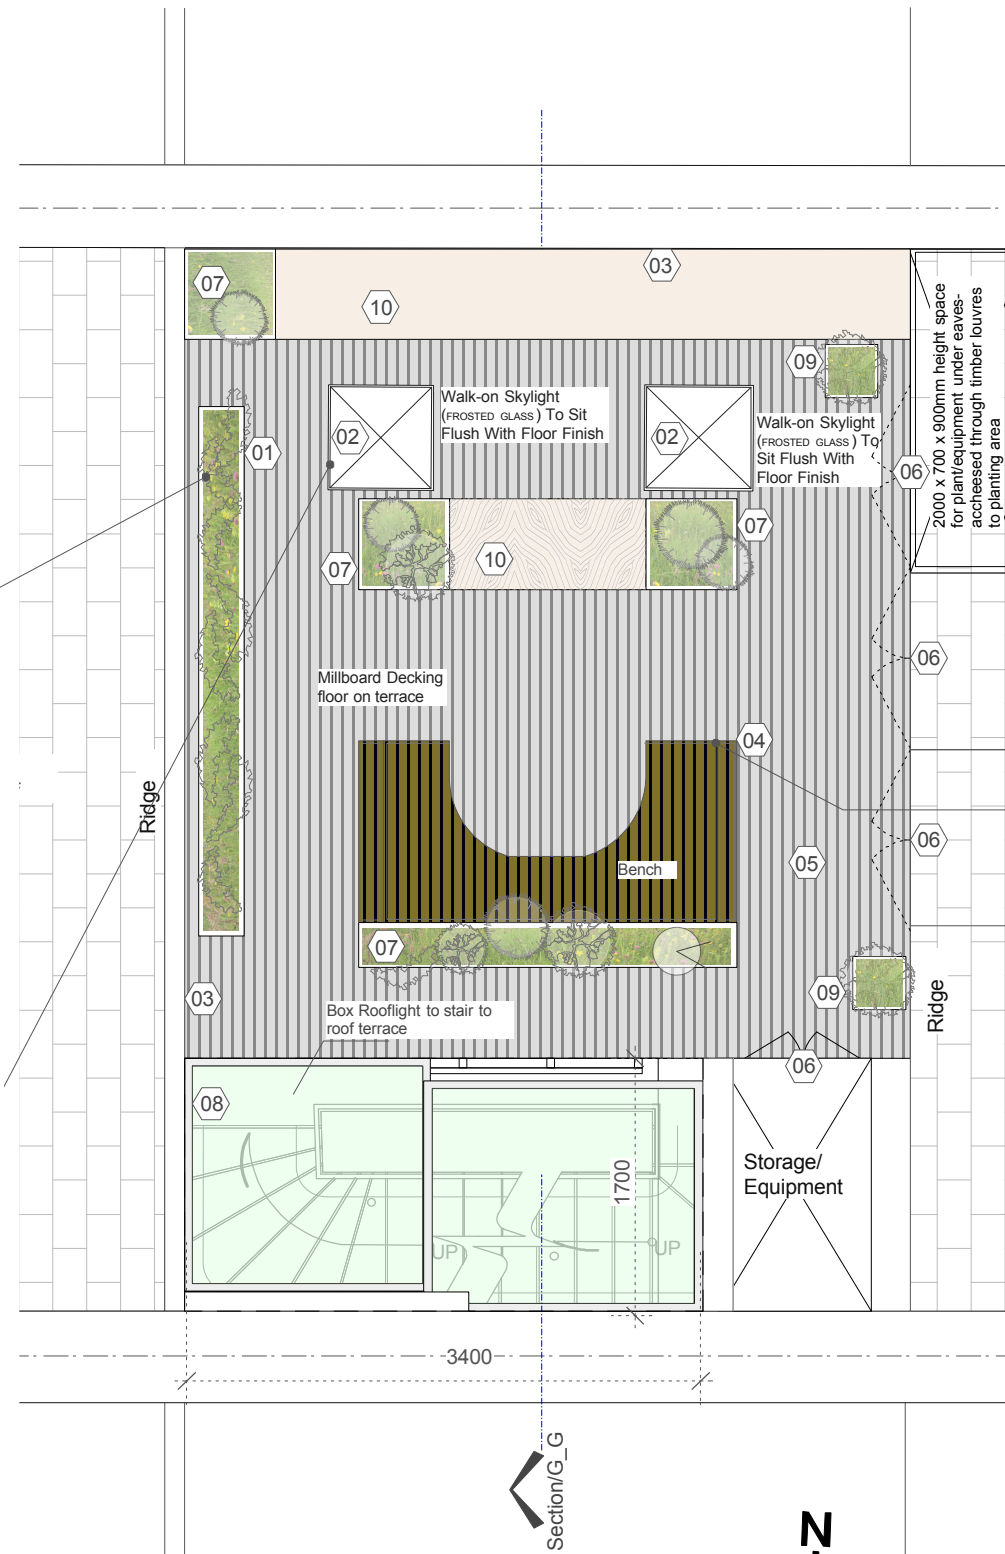 03
07
10
2000 x 700 x 900mm height space
for plant/equipment under eaves-
accheesed through timber louvres
to planting area
09
Walk-on Skylight
(FROSTED GLASS) To Sit
Flush With Floor Finish
Walk-on Skylight
(FROSTED GLASS) To
Sit Flush With
Floor Finish
01
02
02
06
07
07
10
06
Millboard Decking
floor on terrace
04
Ridge
06
05
Bench
07
03
09
Ridge
Box Rooflight to stair to
roof terrace
06
08
1700
Storage/
Equipment
UP
UP
3400
Section/G_G
N